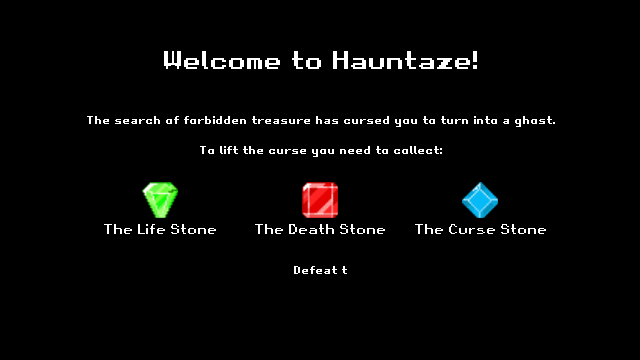 Welcome to Hauntaze!
The search of forbidden treasure has cursed you to turn into a ghost.
To lift the curse you need to collect:
The Life Stone
The Death Stone
The Curse Stone
Defeat t